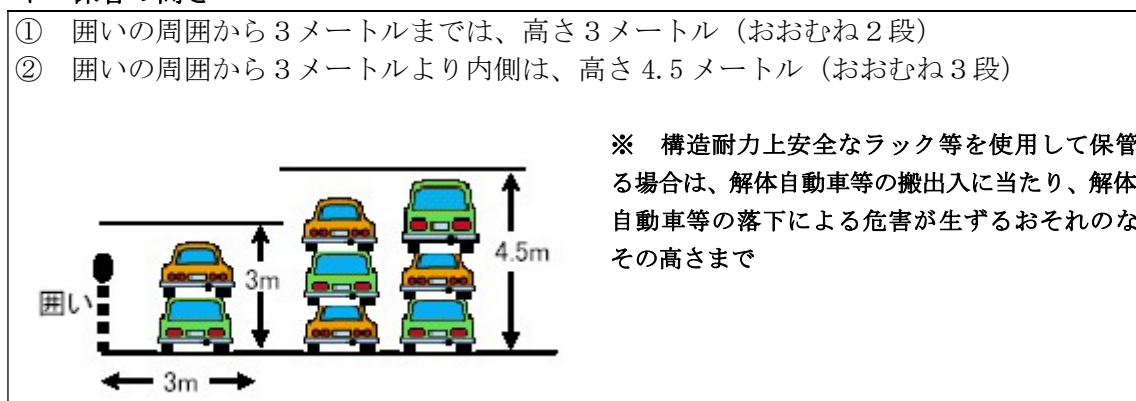 ① 囲いの周囲から３メートルまでは、高さ３メートル（おおむね２段）
② 囲いの周囲から３メートルより内側は、高さ 4.5 メートル（おおむね３段）
※ 構造耐力上安全なラック等を使用して保管
る場合は、解体自動車等の搬出入に当たり、解体
自動車等の落下による危害が生ずるおそれのな
その高さまで
4.5m
3m
囲い
3m